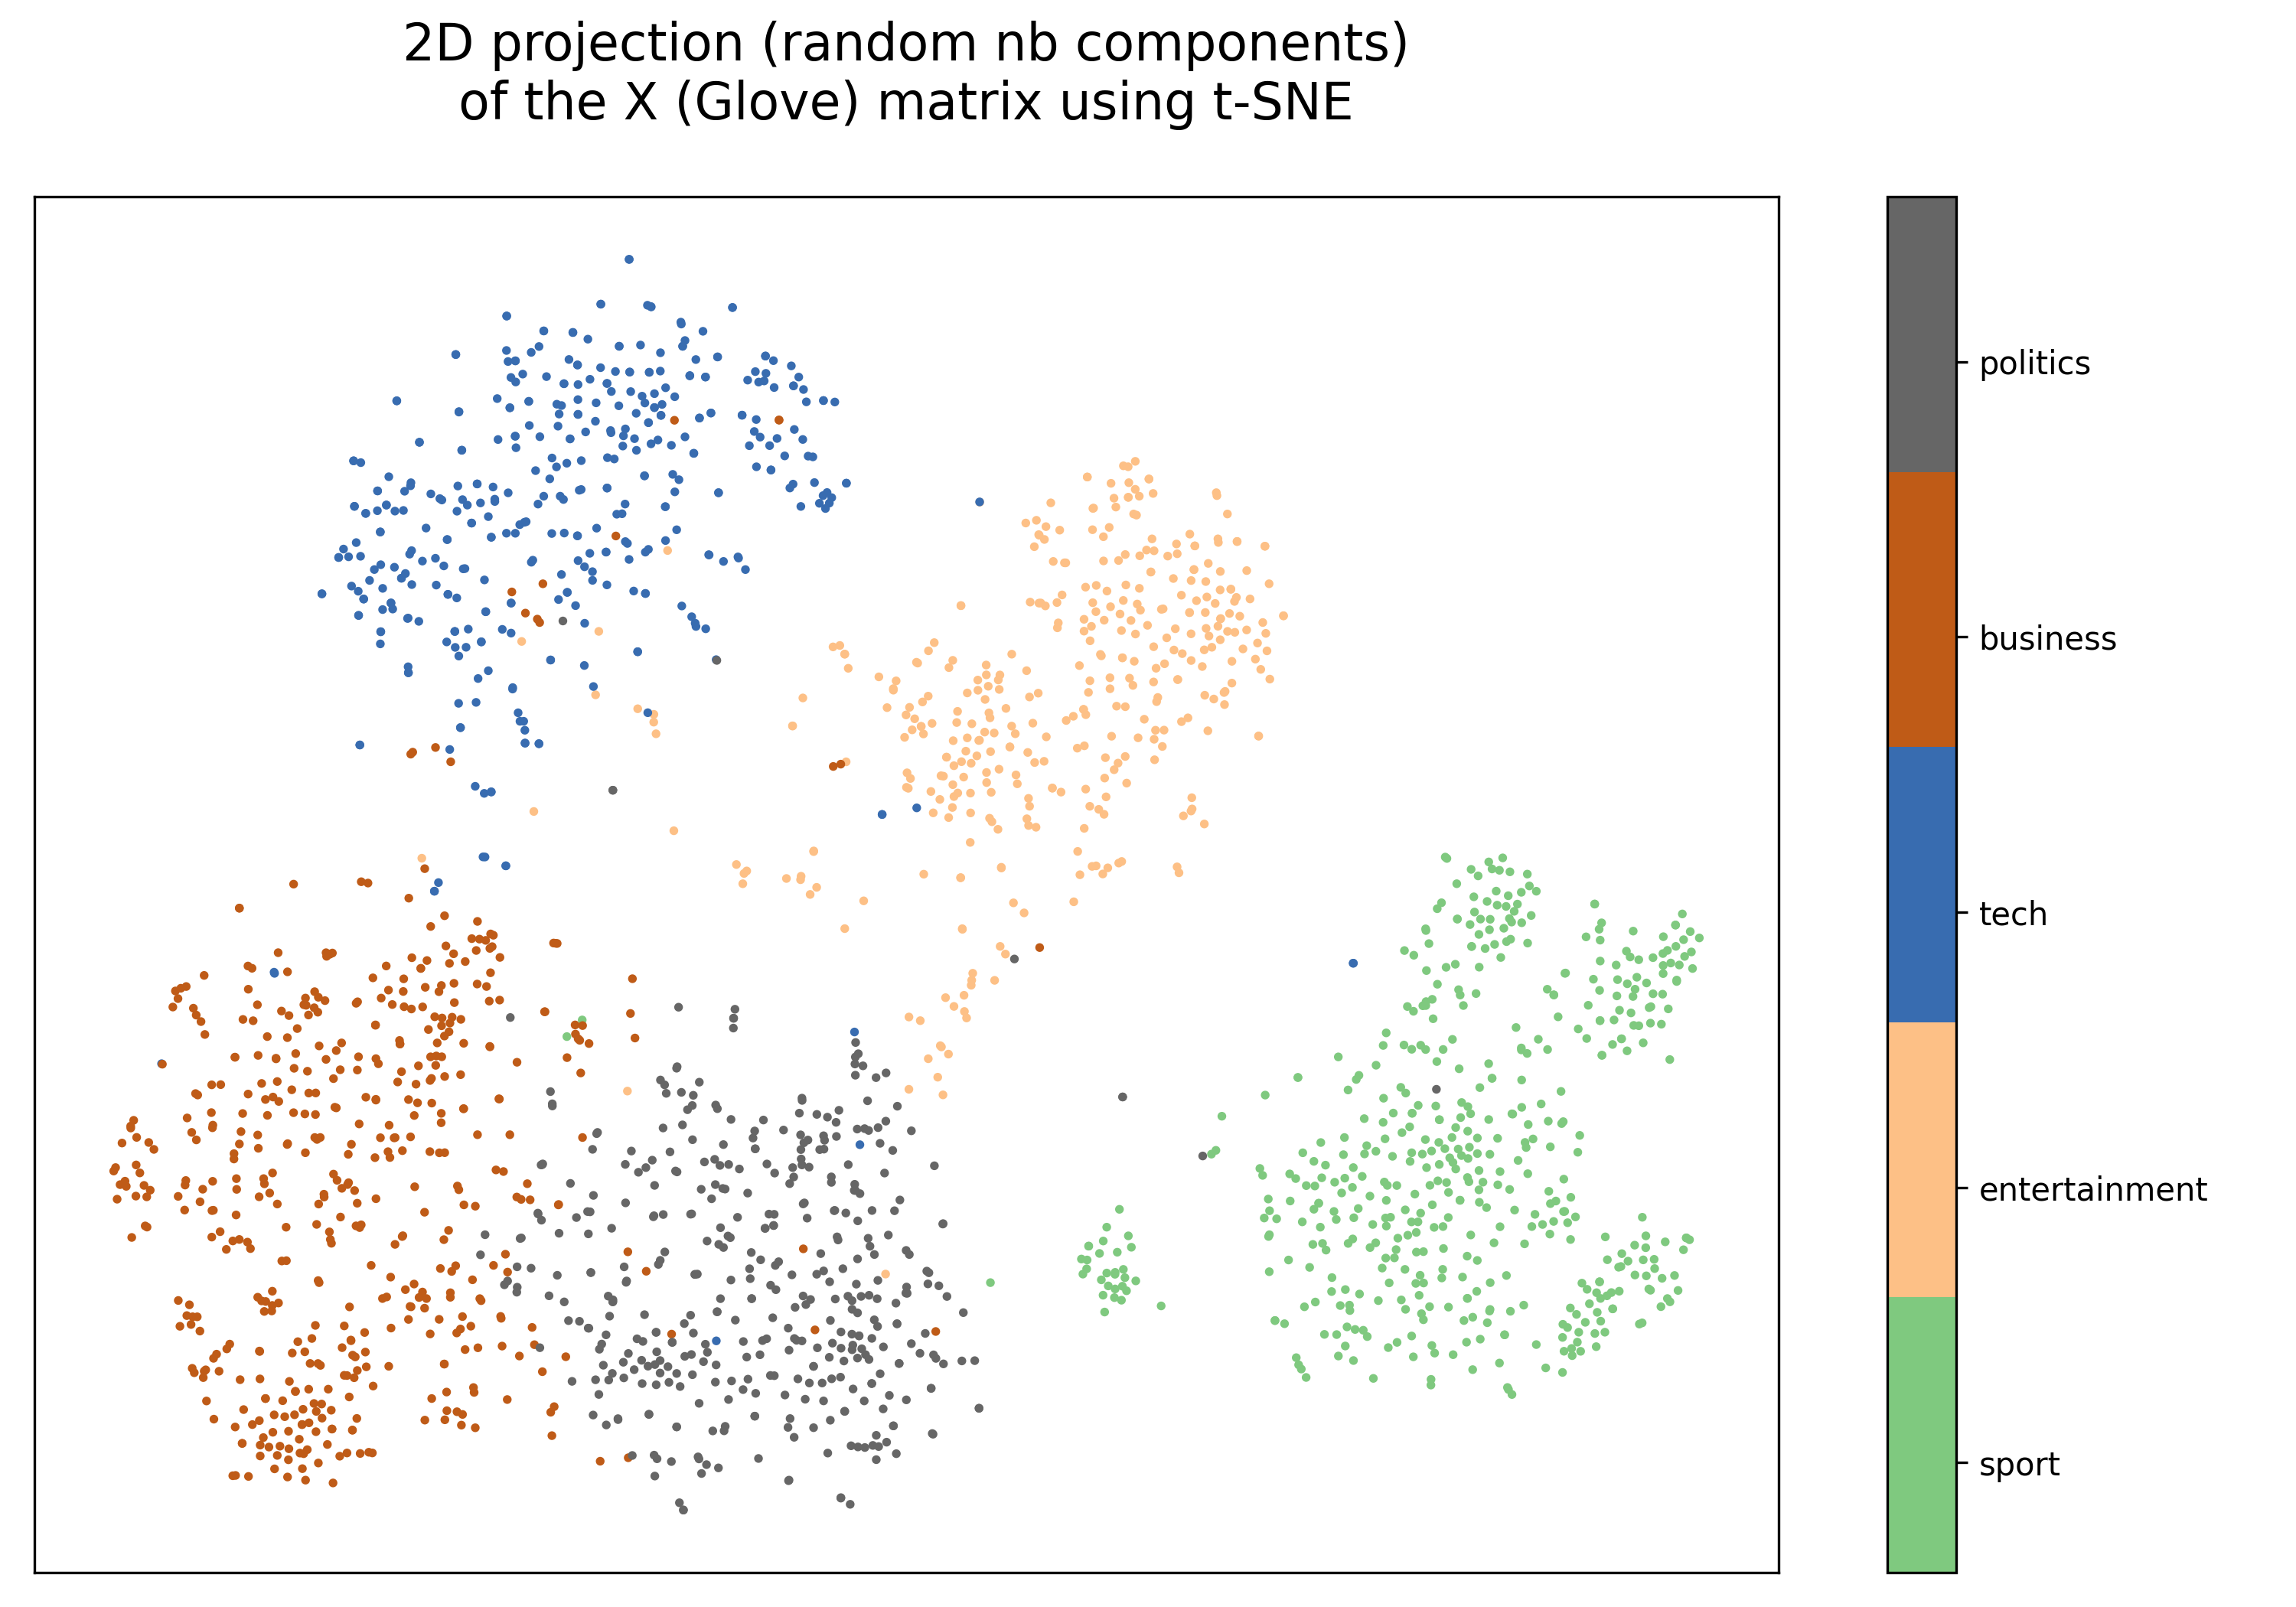 2D projection (random nb components)
of the X (Glove) matrix using t-SNE
politics
business
tech
entertainment
sport